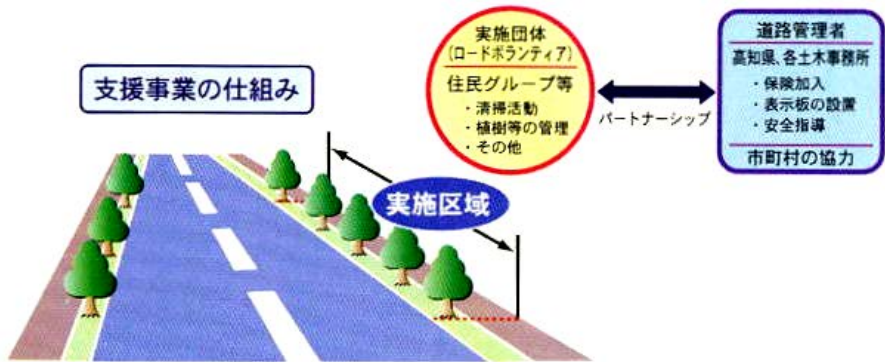 支援事業の仕組み
実施団体
(ロードボランティア)
住民グループ等
・清掃活動
・植樹等の管理
・その他
パートナーシップ
道路管理者
高知県、各土木事務所
・保険加入
・表示板の設置
・安全指導
市町村の協力
実施区域